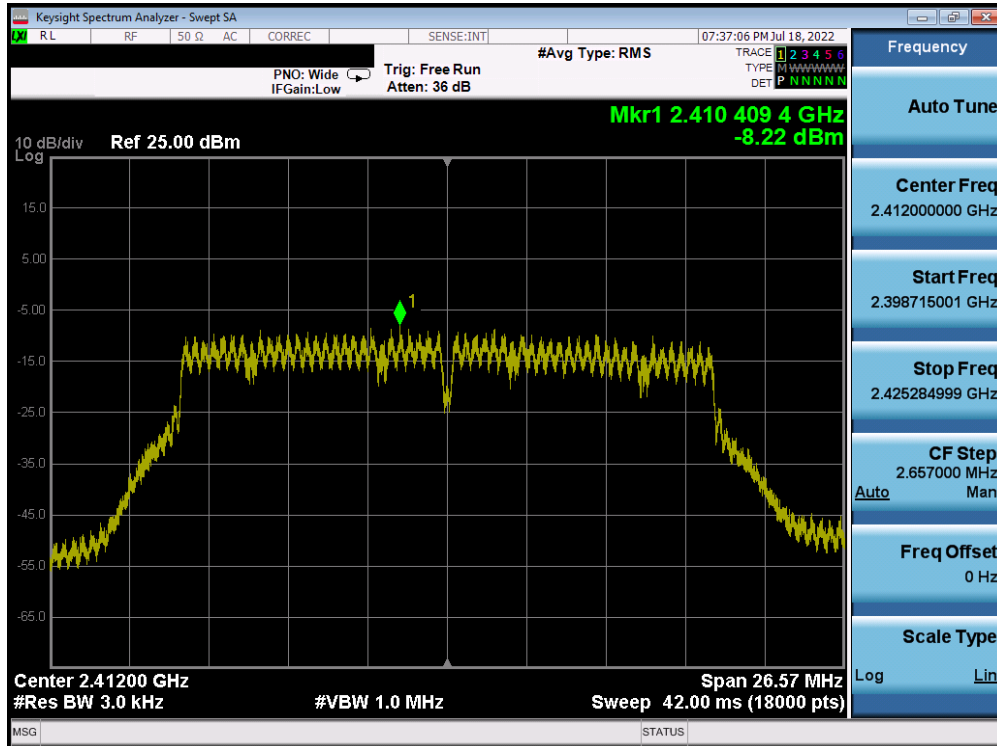 Keysight Spectrum Analyzer - Swept SA
LXI RL RF 50 Ω AC CORREC SENSE:INT 07:37:06 PM Jul 18, 2022
#Avg Type: RMS
TRACE 1 2 3 4 5 6
TYPE M WWWWW
DET P N N N N N
PNO: Wide Trig: Free Run
IFGain:Low Atten: 36 dB
Mkr1 2.410 409 4 GHz
-8.22 dBm
10 dB/div Ref 25.00 dBm
Log
15.0
5.00
1
-5.00
-15.0
-25.0
-35.0
-45.0
-55.0
-65.0
Center 2.41200 GHz Span 26.57 MHz
#Res BW 3.0 kHz #VBW 1.0 MHz Sweep 42.00 ms (18000 pts)
MSG STATUS
Frequency
Auto Tune
Center Freq
2.412000000 GHz
Start Freq
2.398715001 GHz
Stop Freq
2.425284999 GHz
CF Step
2.657000 MHz
Auto Man
Freq Offset
0 Hz
Scale Type
Log Lin